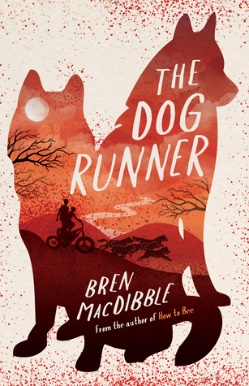 THE
DOG
RUNNER
BREN
MACDIBBLE
From the author of How to Bee